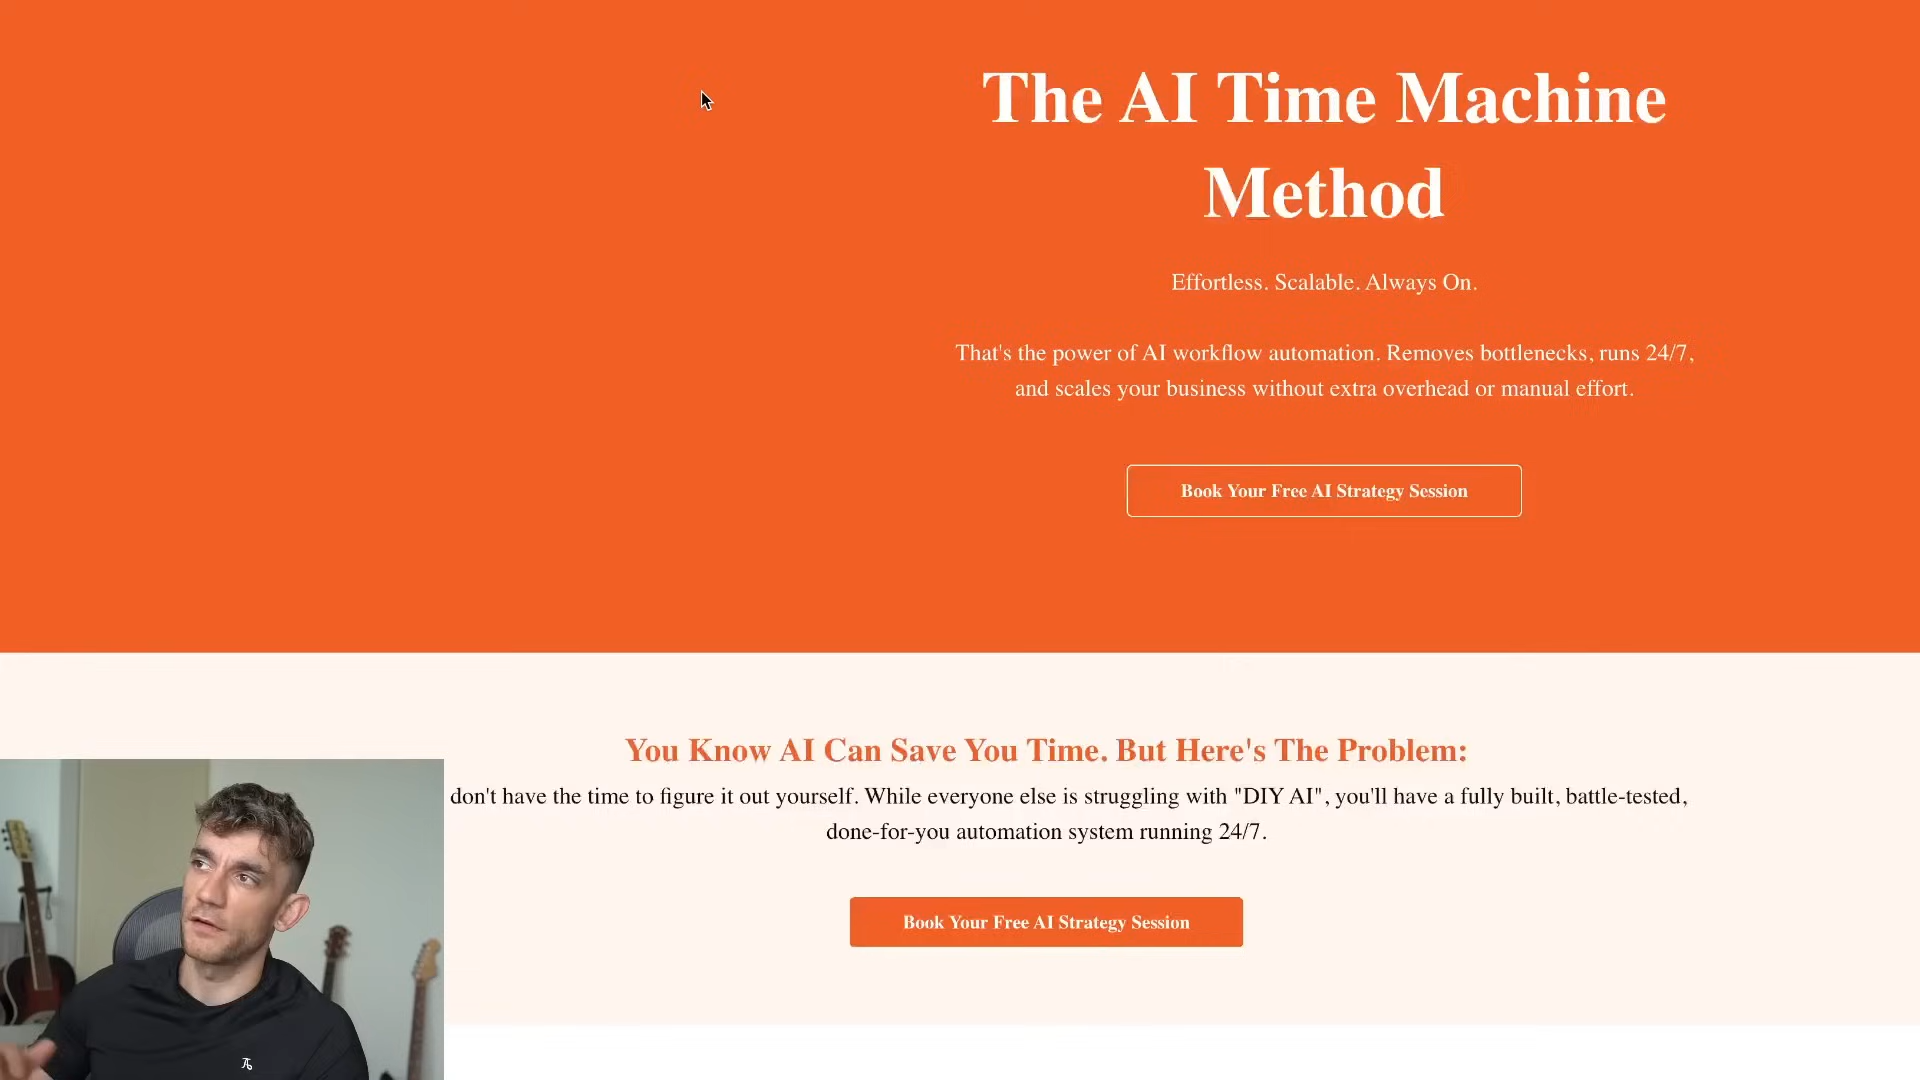 The AI Time Machine
Method
Effortless. Scalable. Always On.
That's the power of AI workflow automation. Removes bottlenecks, runs 24/7,
and scales your business without extra overhead or manual effort.
Book Your Free AI Strategy Session
You Know AI Can Save You Time. But Here's The Problem:
don't have the time to figure it out yourself. While everyone else is struggling with "DIY AI", you'll have a fully built, battle-tested,
done-for-you automation system running 24/7.
Book Your Free AI Strategy Session